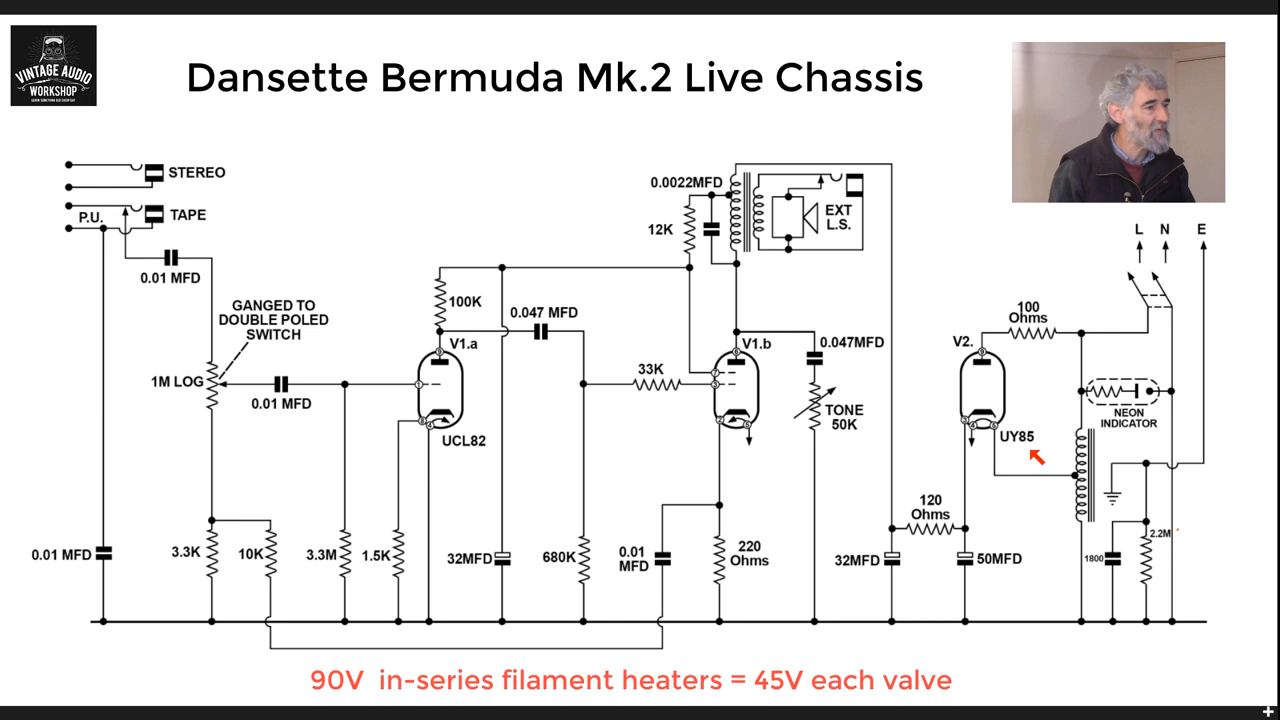 VINTAGE AUDIO
WORKSHOP
Dansette Bermuda Mk.2 Live Chassis
STEREO
P.U.
TAPE
0.01 MFD
GANGED TO
DOUBLE POLED
SWITCH
1M LOG
0.01 MFD
100K
0.047 MFD
V1.a
UCL82
0.0022MFD
12K
EXT
L.S.
33K
V1.b
0.047MFD
TONE
50K
L N E
100
Ohms
V2.
UY85
NEON
INDICATOR
0.01 MFD
3.3K
10K
3.3M
1.5K
32MFD
680K
0.01
MFD
220
Ohms
120
Ohms
32MFD
50MFD
1800
2.2M
90V in-series filament heaters = 45V each valve